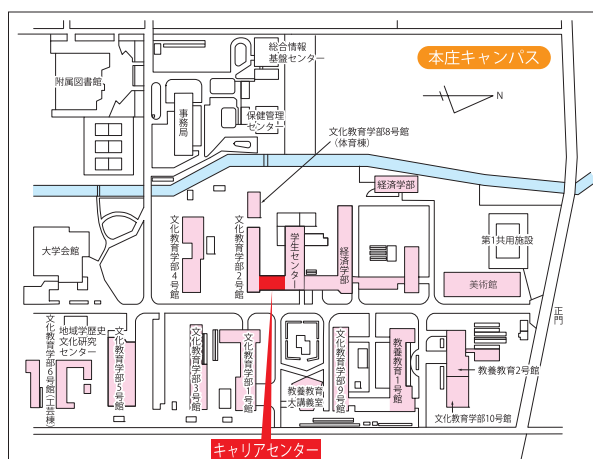 本庄キャンパス
総合情報
基盤センター
附属図書館
事務局
保健管理
センター
N
文化教育学部8号館
(体育棟)
経済学部
文化教育学部4号館
文化教育学部2号館
学生センター
経済学部
第1共用施設
大学会館
美術館
正門
地域学歴史
文化研究
センター
文化教育学部6号館(工芸棟)
文化教育学部5号館
文化教育学部3号館
文化教育学部1号館
教養教育
大講義室
文化教育学部9号館
教養教育1号館
教養教育2号館
文化教育学部10号館
キャリアセンター